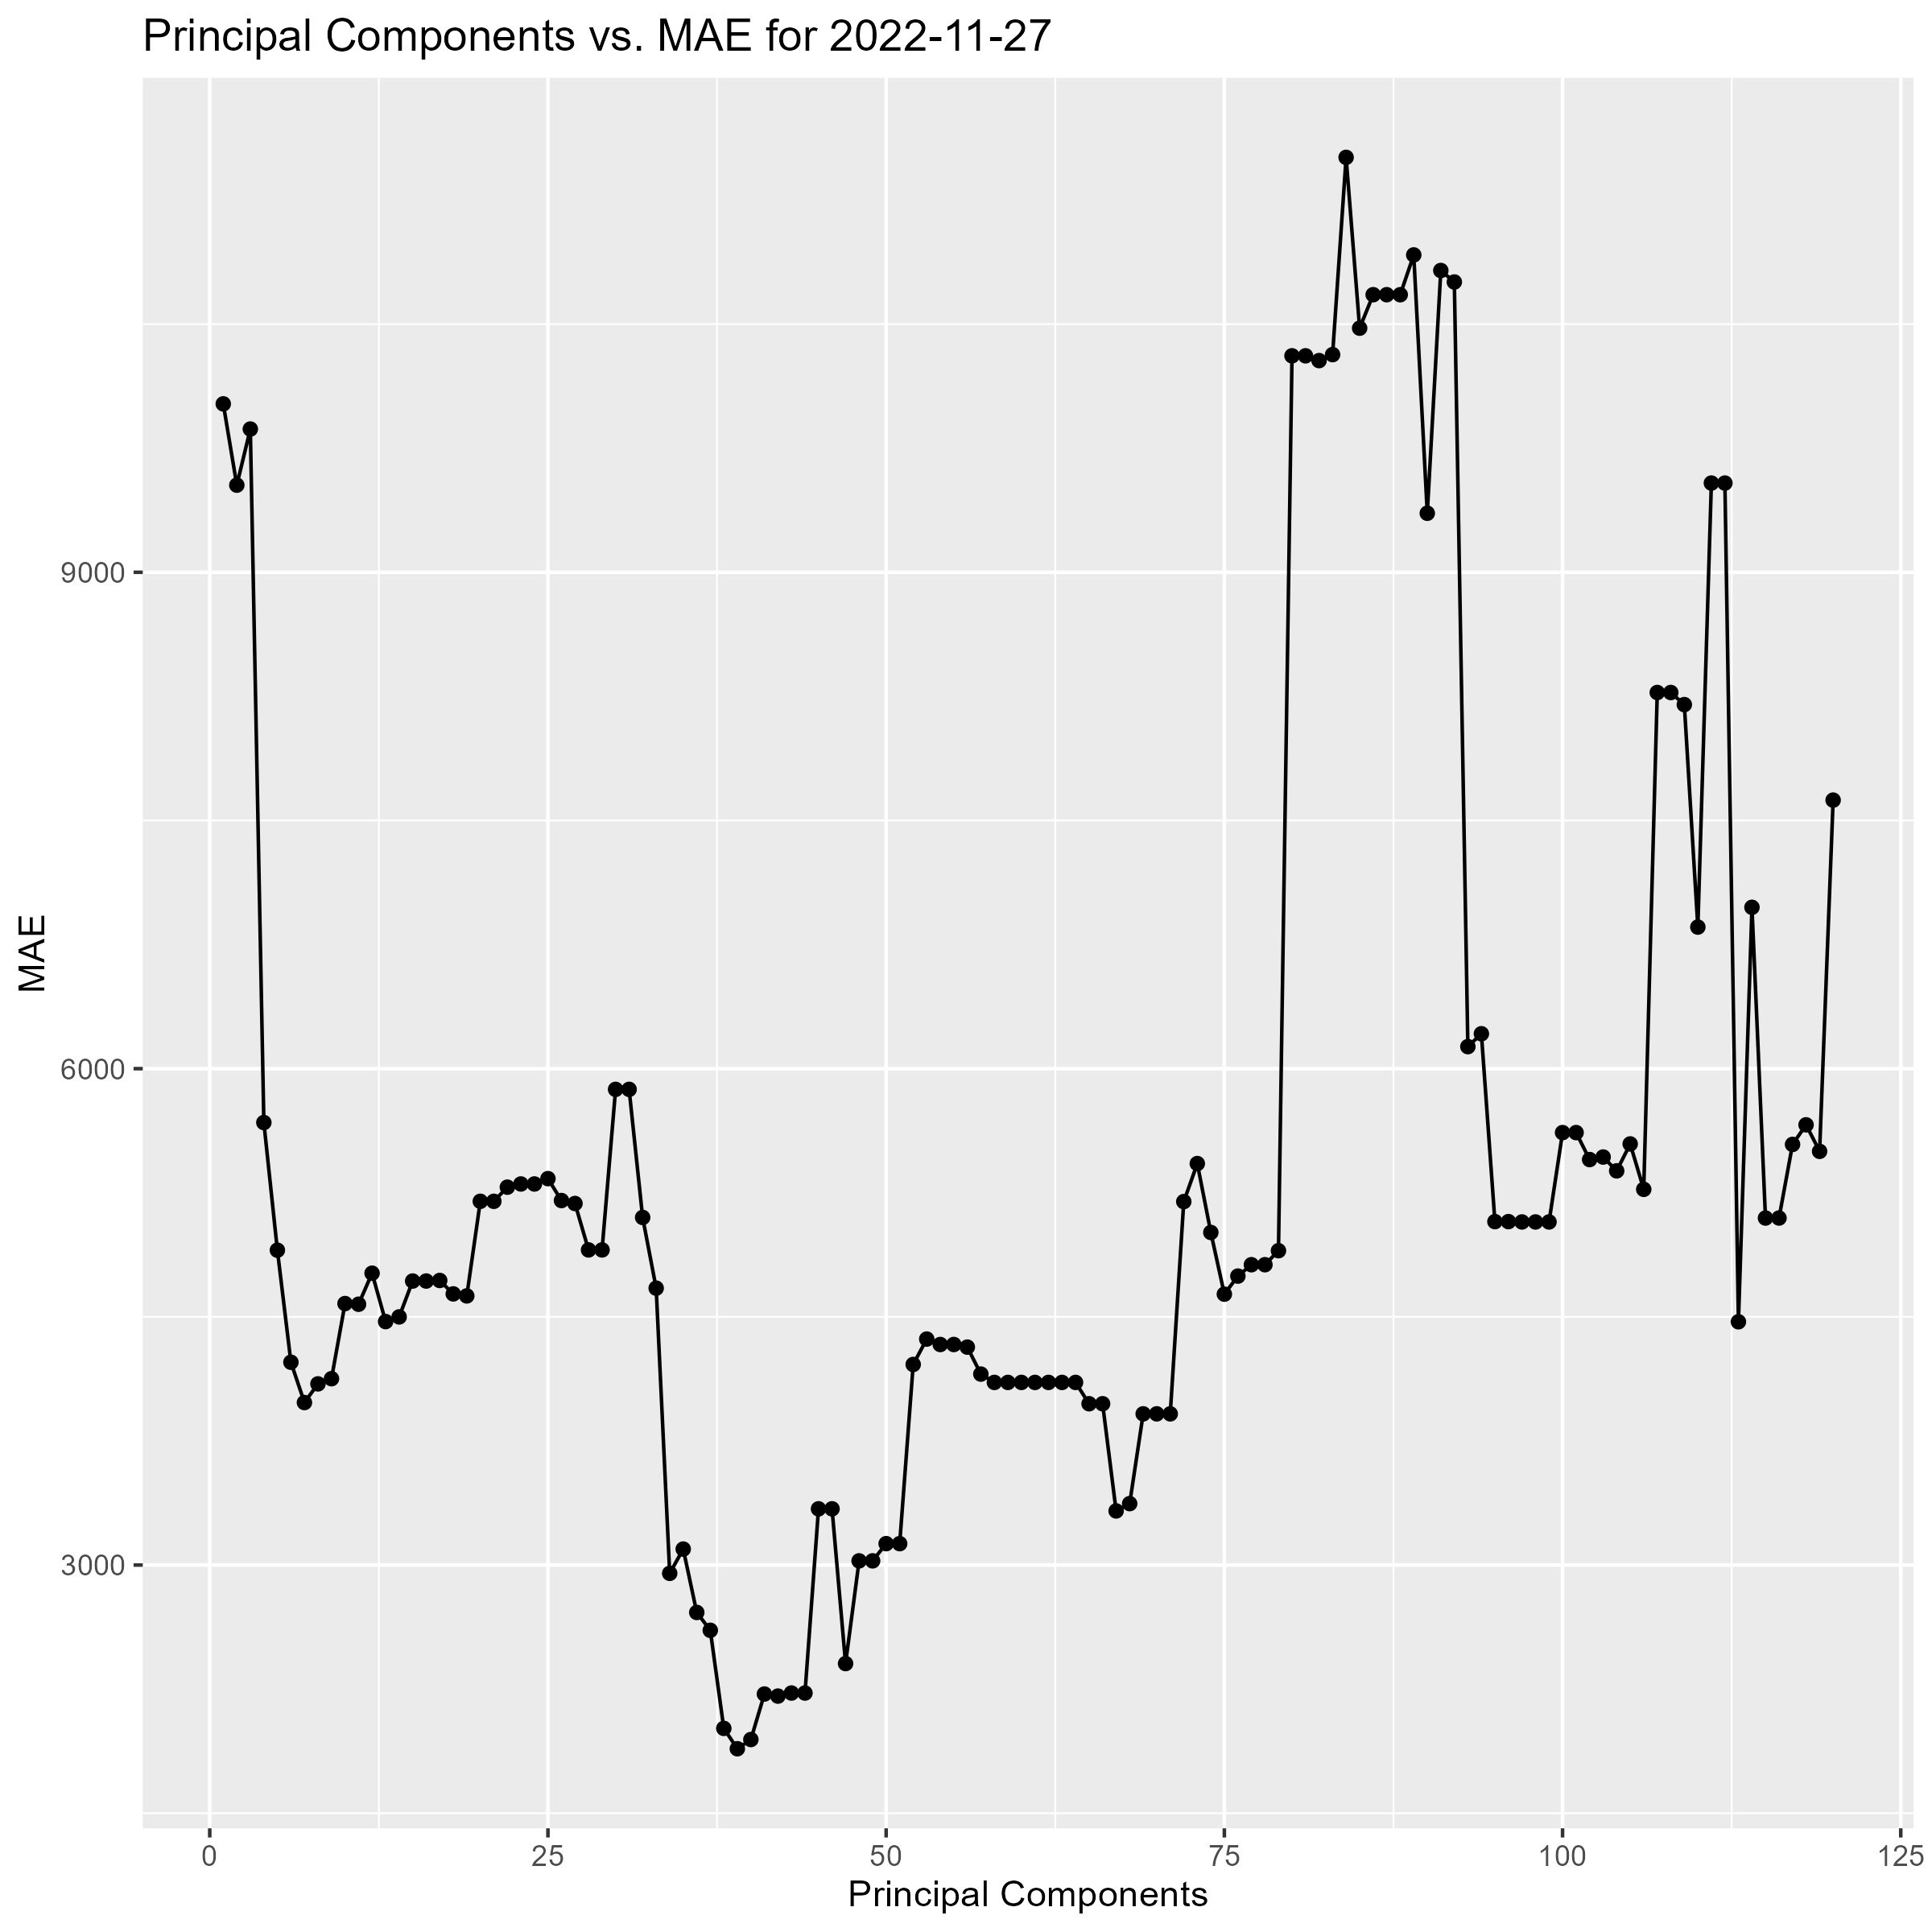 Principal Components vs. MAE for 2022-11-27
MAE
9000
6000
3000
0 25 50 75 100 125
Principal Components